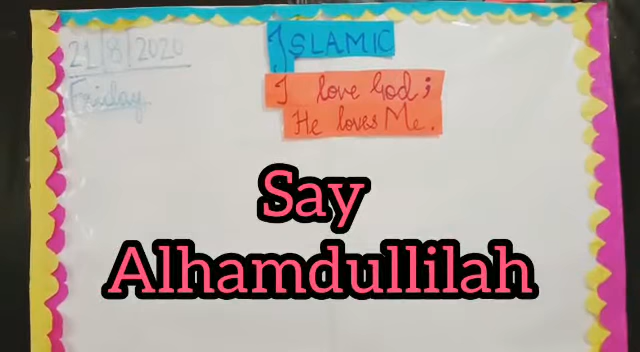 21 8 2020
Friday
ISLAMIC
I love God;
He loves Me.
Say
Alhamdullilah